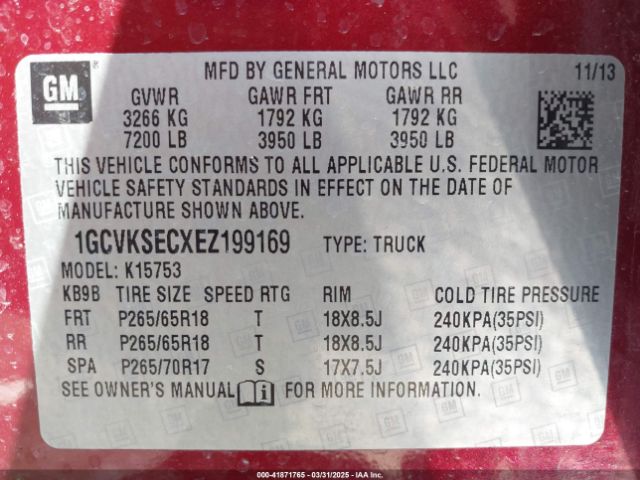 GM
MFD BY GENERAL MOTORS LLC 11/13
GVWR GAWR FRT GAWR RR
3266 KG 1792 KG 1792 KG
7200 LB 3950 LB 3950 LB
THIS VEHICLE CONFORMS TO ALL APPLICABLE U.S. FEDERAL MOTOR
VEHICLE SAFETY STANDARDS IN EFFECT ON THE DATE OF
MANUFACTURE SHOWN ABOVE.
1GCVKSECXEZ199169 TYPE: TRUCK
MODEL: K15753
KB9B TIRE SIZE SPEED RTG RIM COLD TIRE PRESSURE
FRT P265/65R18 T 18X8.5J 240KPA(35PSI)
RR P265/65R18 T 18X8.5J 240KPA(35PSI)
SPA P265/70R17 S 17X7.5J 240KPA(35PSI)
SEE OWNER'S MANUAL FOR MORE INFORMATION.
000-41871765 03/31/2025 - IAA, Inc.